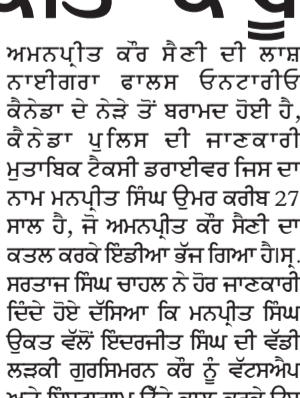 ਅਮਨਪ੍ਰੀਤ ਕੌਰ ਸੈਣੀ ਦੀ ਲਾਸ਼
ਨਾਈਗਰਾ ਫਾਲਸ ਓਨਟਾਰੀਓ
ਕੈਨੇਡਾ ਦੇ ਨੇੜੇ ਤੋਂ ਬਰਾਮਦ ਹੋਈ ਹੈ,
ਕੈਨੇਡਾ ਪੁਲਿਸ ਦੀ ਜਾਣਕਾਰੀ
ਮੁਤਾਬਿਕ ਟੈਕਸੀ ਡਰਾਈਵਰ ਜਿਸ ਦਾ
ਨਾਮ ਮਨਪ੍ਰੀਤ ਸਿੰਘ ਉਮਰ ਕਰੀਬ 27
ਸਾਲ ਹੈ, ਜੋ ਅਮਨਪ੍ਰੀਤ ਕੌਰ ਸੈਣੀ ਦਾ
ਕਤਲ ਕਰਕੇ ਇੰਡੀਆ ਭੱਜ ਗਿਆ ਹੈ।ਸ੍ਰ.
ਸਰਤਾਜ ਸਿੰਘ ਚਾਹਲ ਨੇ ਹੋਰ ਜਾਣਕਾਰੀ
ਦਿੰਦੇ ਹੋਏ ਦੱਸਿਆ ਕਿ ਮਨਪ੍ਰੀਤ ਸਿੰਘ
ਉਕਤ ਵੱਲੋਂ ਇੰਦਰਜੀਤ ਸਿੰਘ ਦੀ ਵੱਡੀ
ਲੜਕੀ ਗੁਰਸਿਮਰਨ ਕੌਰ ਨੂੰ ਵੱਟਸਐਪ